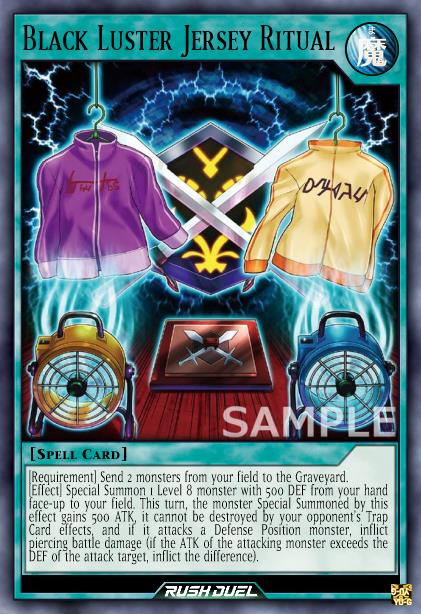 Black Luster Jersey Ritual
ま
魔
SAMPLE
[Spell Card]
[Requirement] Send 2 monsters from your field to the Graveyard.
[Effect] Special Summon 1 Level 8 monster with 500 DEF from your hand
face-up to your field. This turn, the monster Special Summoned by this
effect gains 500 ATK, it cannot be destroyed by your opponent's Trap
Card effects, and if it attacks a Defense Position monster, inflict
piercing battle damage (if the ATK of the attacking monster exceeds the
DEF of the attack target, inflict the difference).
RUSH DUEL